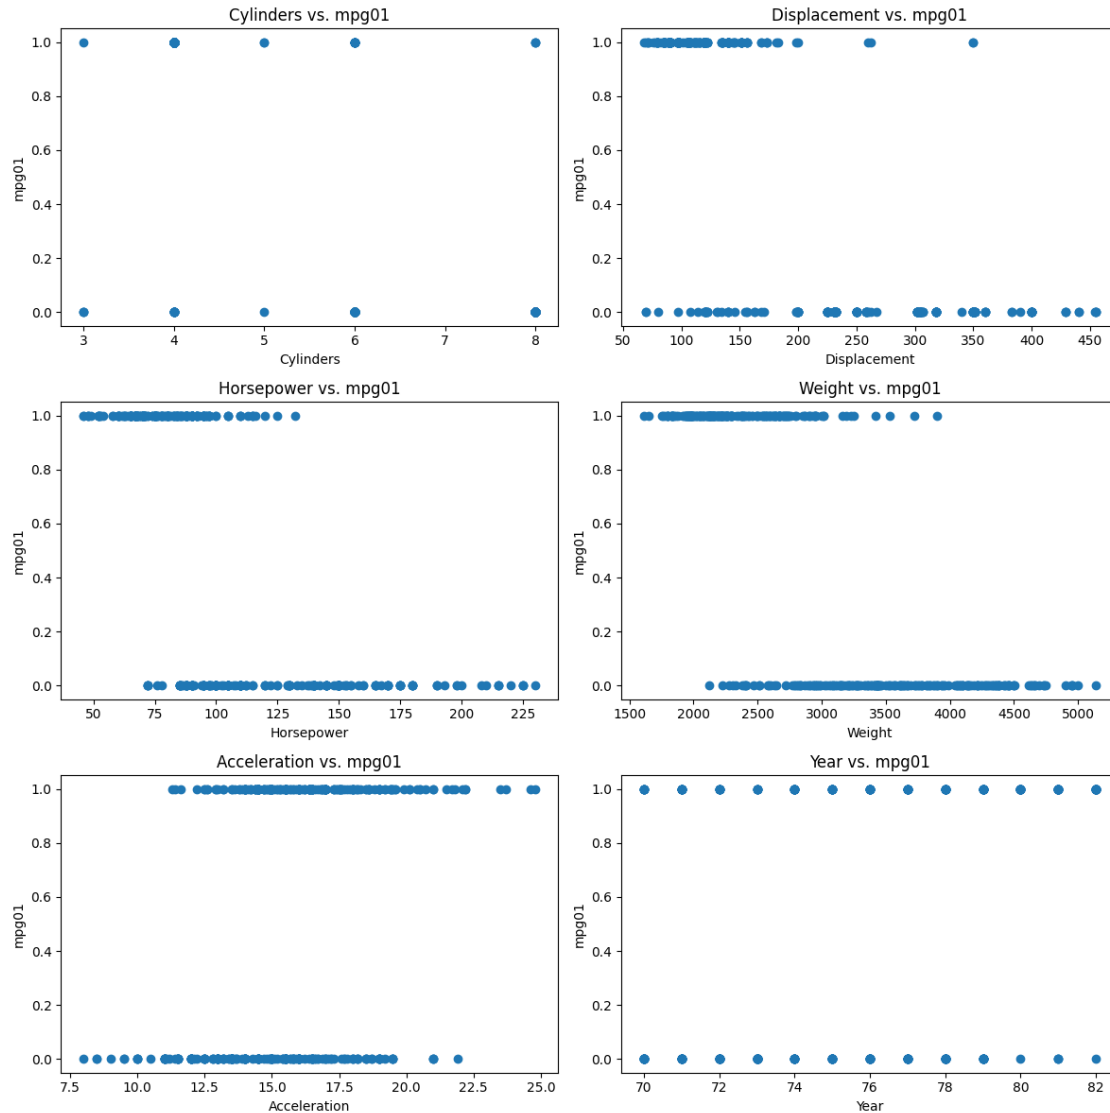 Cylinders vs. mpg01
1.0
0.8
0.6
0.4
0.2
0.0
mpg01
3 4 5 6 7 8
Cylinders
Displacement vs. mpg01
1.0
0.8
0.6
0.4
0.2
0.0
mpg01
50 100 150 200 250 300 350 400 450
Displacement
Horsepower vs. mpg01
1.0
0.8
0.6
0.4
0.2
0.0
mpg01
50 75 100 125 150 175 200 225
Horsepower
Weight vs. mpg01
1.0
0.8
0.6
0.4
0.2
0.0
mpg01
1500 2000 2500 3000 3500 4000 4500 5000
Weight
Acceleration vs. mpg01
1.0
0.8
0.6
0.4
0.2
0.0
mpg01
7.5 10.0 12.5 15.0 17.5 20.0 22.5 25.0
Acceleration
Year vs. mpg01
1.0
0.8
0.6
0.4
0.2
0.0
mpg01
70 72 74 76 78 80 82
Year